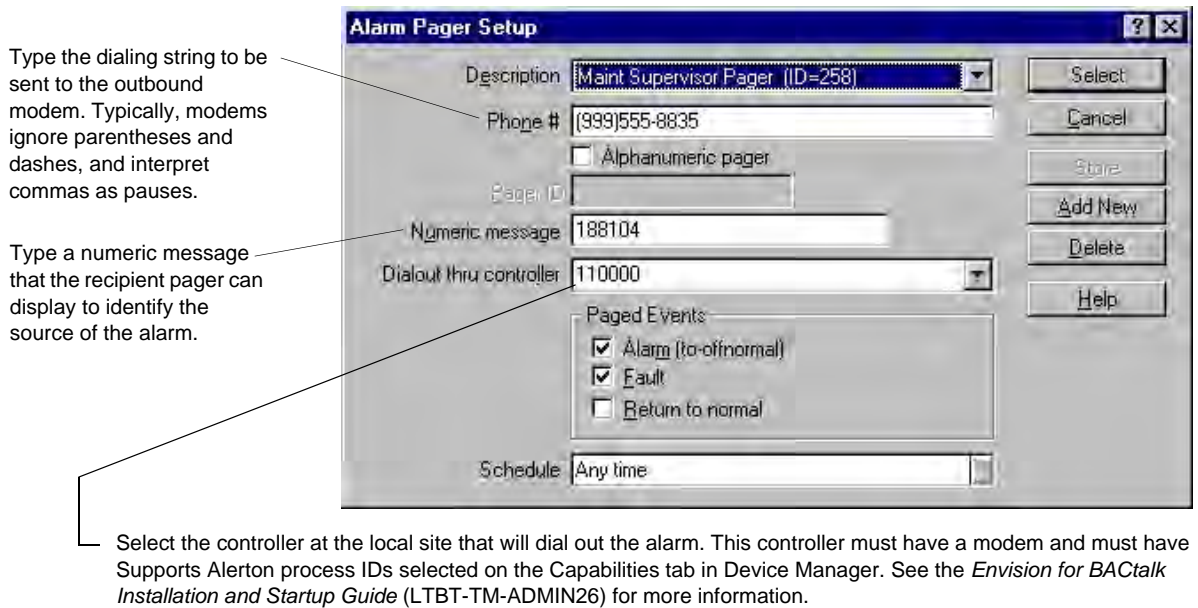 Alarm Pager Setup
Type the dialing string to be
sent to the outbound
modem. Typically, modems
ignore parentheses and
dashes, and interpret
commas as pauses.
Type a numeric message
that the recipient pager can
display to identify the
source of the alarm.
Description Maint Supervisor Pager (ID=258)
Phone # (999)555-8835
Alphanumeric pager
Pager ID
Numeric message 188104
Dialout thru controller 110000
Paged Events
Alarm (to-offnormal)
Fault
Return to normal
Schedule Any time
Select
Cancel
Store
Add New
Delete
Help
Select the controller at the local site that will dial out the alarm. This controller must have a modem and must have
Supports Alerton process IDs selected on the Capabilities tab in Device Manager. See the Envision for BACtalk
Installation and Startup Guide (LTBT-TM-ADMIN26) for more information.